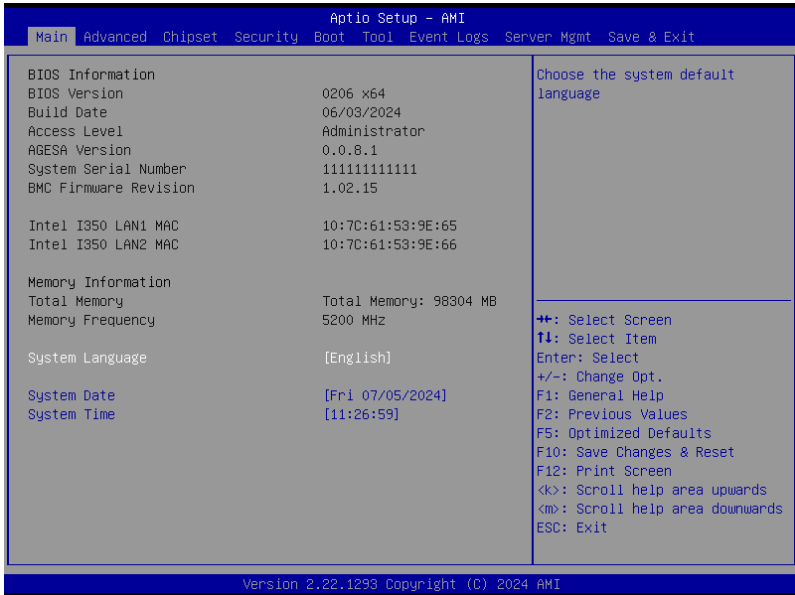 Aptio Setup - AMI
Main Advanced Chipset Security Boot Tool Event Logs Server Mgmt Save & Exit
BIOS Information
BIOS Version 0206 x64
Build Date 06/03/2024
Access Level Administrator
AGESA Version 0.0.8.1
System Serial Number 111111111111
BMC Firmware Revision 1.02.15
Intel I350 LAN1 MAC 10:7C:61:53:9E:65
Intel I350 LAN2 MAC 10:7C:61:53:9E:66
Memory Information
Total Memory Total Memory: 98304 MB
Memory Frequency 5200 MHz
System Language [English]
System Date [Fri 07/05/2024]
System Time [11:26:59]
Choose the system default
language
→←: Select Screen
↑↓: Select Item
Enter: Select
+/-: Change Opt.
F1: General Help
F2: Previous Values
F5: Optimized Defaults
F10: Save Changes & Reset
F12: Print Screen
<k>: Scroll help area upwards
<m>: Scroll help area downwards
ESC: Exit
Version 2.22.1293 Copyright (C) 2024 AMI